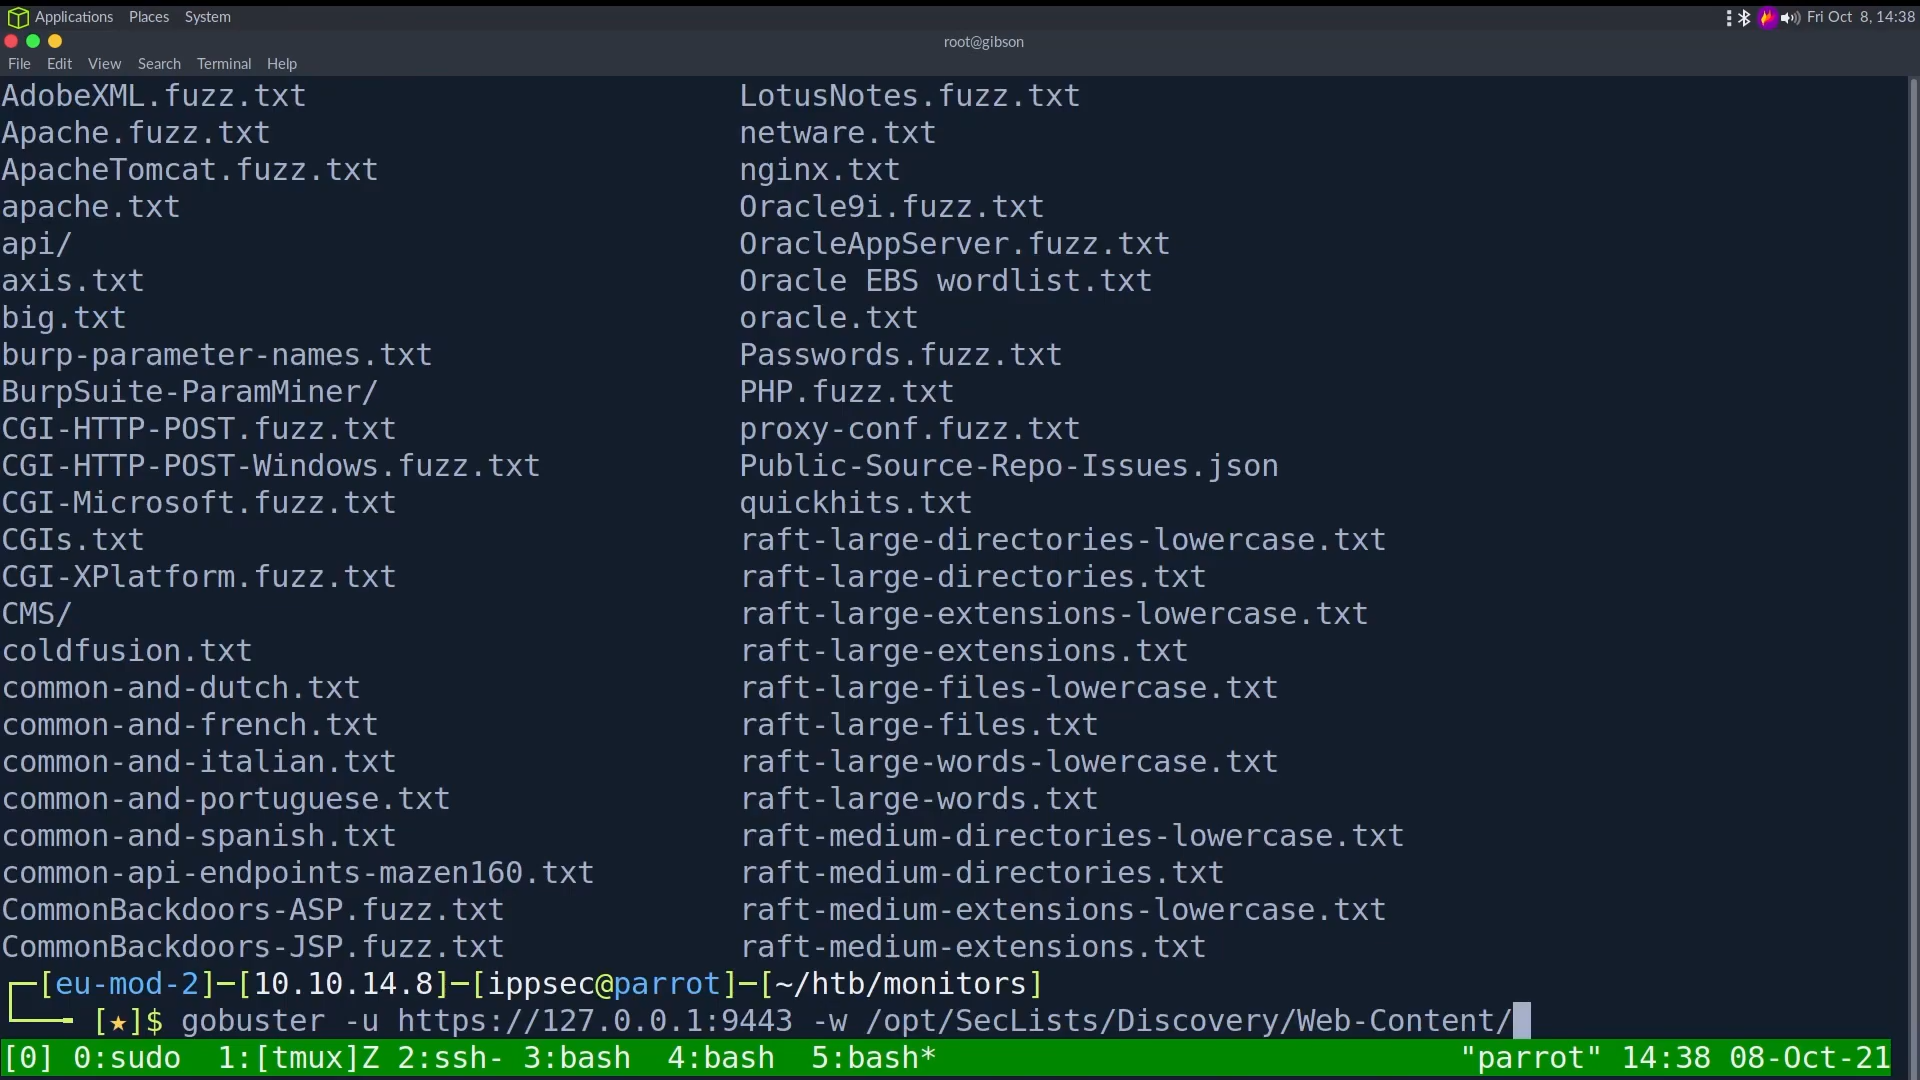 Applications Places System Fri Oct 8, 14:38
root@gibson
File Edit View Search Terminal Help
AdobeXML.fuzz.txt LotusNotes.fuzz.txt
Apache.fuzz.txt netware.txt
ApacheTomcat.fuzz.txt nginx.txt
apache.txt Oracle9i.fuzz.txt
api/ OracleAppServer.fuzz.txt
axis.txt Oracle EBS wordlist.txt
big.txt oracle.txt
burp-parameter-names.txt Passwords.fuzz.txt
BurpSuite-ParamMiner/ PHP.fuzz.txt
CGI-HTTP-POST.fuzz.txt proxy-conf.fuzz.txt
CGI-HTTP-POST-Windows.fuzz.txt Public-Source-Repo-Issues.json
CGI-Microsoft.fuzz.txt quickhits.txt
CGIs.txt raft-large-directories-lowercase.txt
CGI-XPlatform.fuzz.txt raft-large-directories.txt
CMS/ raft-large-extensions-lowercase.txt
coldfusion.txt raft-large-extensions.txt
common-and-dutch.txt raft-large-files-lowercase.txt
common-and-french.txt raft-large-files.txt
common-and-italian.txt raft-large-words-lowercase.txt
common-and-portuguese.txt raft-large-words.txt
common-and-spanish.txt raft-medium-directories-lowercase.txt
common-api-endpoints-mazen160.txt raft-medium-directories.txt
CommonBackdoors-ASP.fuzz.txt raft-medium-extensions-lowercase.txt
CommonBackdoors-JSP.fuzz.txt raft-medium-extensions.txt
┌─[eu-mod-2]─[10.10.14.8]─[ippsec@parrot]─[~/htb/monitors]
└──╼ [★]$ gobuster -u https://127.0.0.1:9443 -w /opt/SecLists/Discovery/Web-Content/
[0] 0:sudo 1:[tmux]Z 2:ssh- 3:bash 4:bash 5:bash* "parrot" 14:38 08-Oct-21